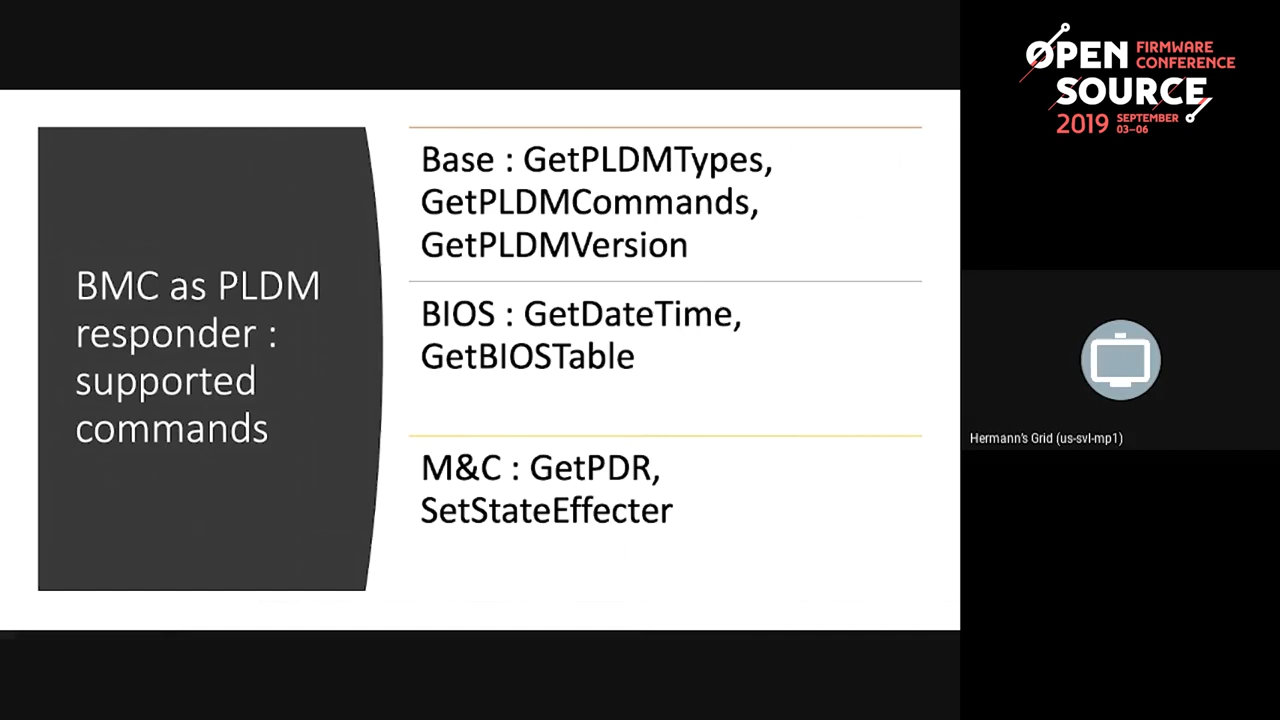 BMC as PLDM
responder :
supported
commands
Base : GetPLDMTypes,
GetPLDMCommands,
GetPLDMVersion
BIOS : GetDateTime,
GetBIOSTable
M&C : GetPDR,
SetStateEffecter
OPEN FIRMWARE
CONFERENCE
SOURCE
2019 SEPTEMBER
03–06
Hermann's Grid (us-svl-mp1)